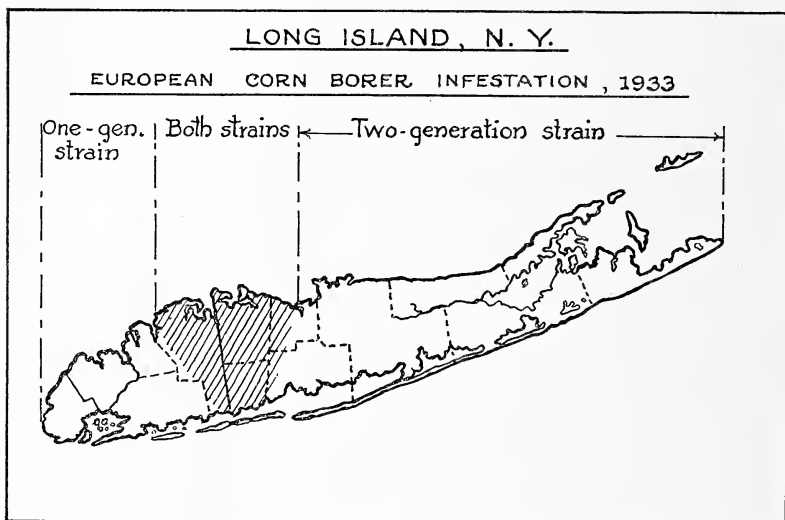 LONG ISLAND, N. Y.
EUROPEAN CORN BORER INFESTATION, 1933
One-gen. strain
Both strains
Two-generation strain